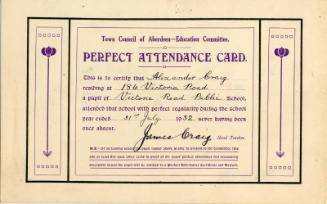 Town Council of Aberdeen—Education Committee.
PERFECT ATTENDANCE CARD.
This is to certify that Alexander Craig
residing at 186 Victoria Road
a pupil of Victoria Road Public School,
attended that school with perfect regularity during the school
year ended 31st July 1932 never having been
once absent.
James Craig Head Teacher.